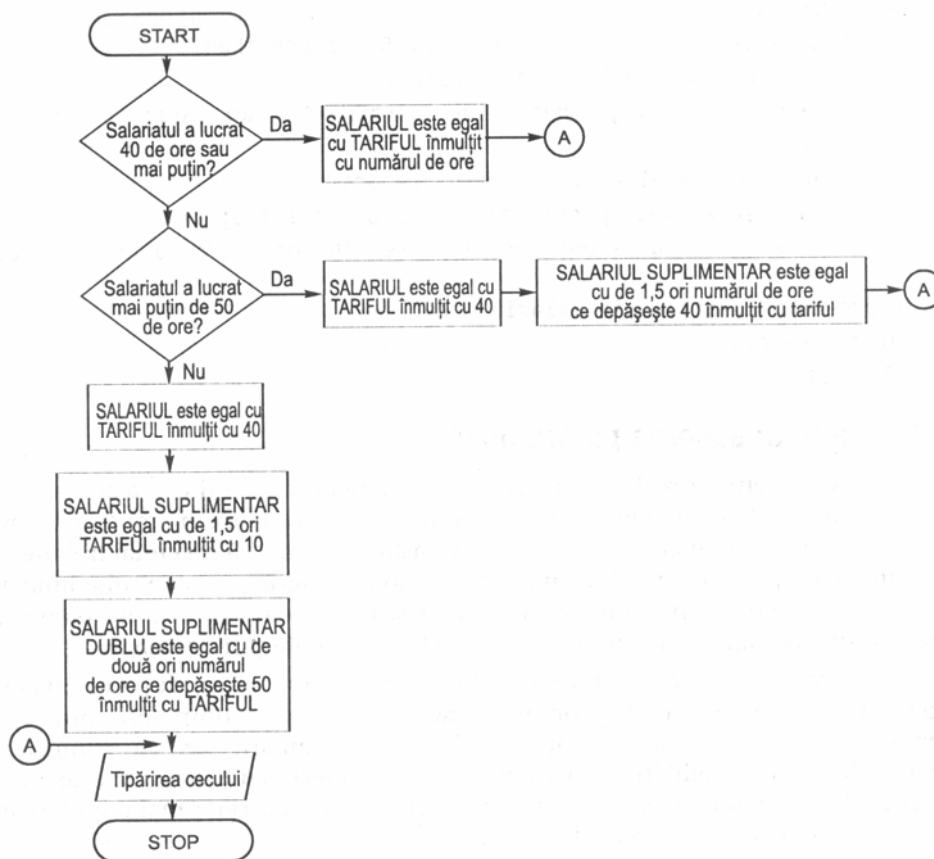 START
Salariatul a lucrat
40 de ore sau
mai puțin?
Da
SALARIUL este egal
cu TARIFUL înmulțit
cu numărul de ore
A
Nu
Salariatul a lucrat
mai puțin de 50
de ore?
Da
SALARIUL este egal cu
TARIFUL înmulțit cu 40
SALARIUL SUPLIMENTAR este egal
cu de 1,5 ori numărul de ore
ce depășește 40 înmulțit cu tariful
A
Nu
SALARIUL este egal cu
TARIFUL înmulțit cu 40
SALARIUL SUPLIMENTAR
este egal cu de 1,5 ori
TARIFUL înmulțit cu 10
SALARIUL SUPLIMENTAR
DUBLU este egal cu de
două ori numărul
de ore ce depășește 50
înmulțit cu TARIFUL
A
Tipărirea cecului
STOP